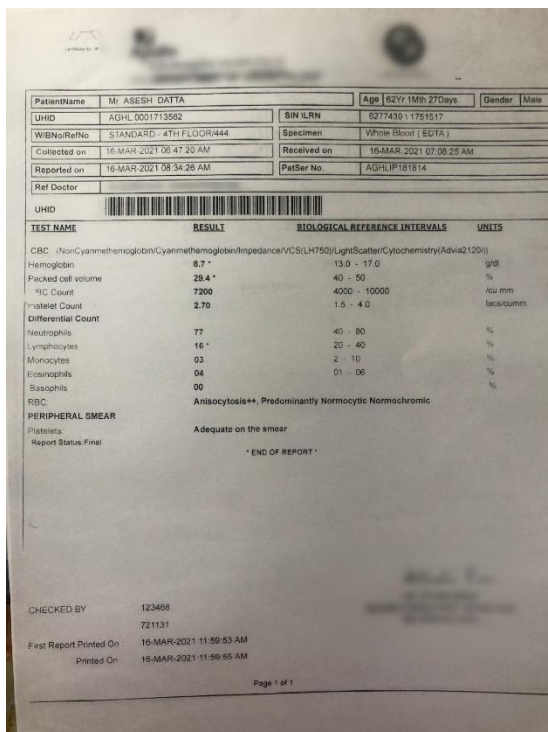 PatientName Mr. ASESH DATTA Age 62Yr 1Mth 27Days Gender Male
UHID AGHL.0001713562 SIN \LRN 6277439 \ 1751517
W/BNo/RefNo STANDARD - 4TH FLOOR/444 Specimen Whole Blood ( EDTA )
Collected on 16-MAR-2021 06:47:20 AM Received on 16-MAR-2021 07:08:25 AM
Reported on 16-MAR-2021 08:34:26 AM PatSer No. AGHLIP181814
Ref Doctor
UHID
TEST NAME RESULT BIOLOGICAL REFERENCE INTERVALS UNITS
CBC (NonCyanmethemoglobin/Cyanmethemoglobin/Impedance/VCS(LH750)/LightScatter/Cytochemistry(Advia2120i))
Hemoglobin 8.7 * 13.0 - 17.0 g/dl
Packed cell volume 29.4 * 40 - 50 %
Count 7200 4000 - 10000 /cu mm
Platelet Count 2.70 1.5 - 4.0 lacs/cumm
Differential Count
Neutrophils 77 40 - 80 %
Lymphocytes 16 * 20 - 40 %
Monocytes 03 2 - 10 %
Eosinophils 04 01 - 06 %
Basophils 00 %
RBC: Anisocytosis++, Predominantly Normocytic Normochromic
PERIPHERAL SMEAR
Platelets: Adequate on the smear
Report Status:Final
* END OF REPORT *
CHECKED BY 123468
721131
First Report Printed On 16-MAR-2021 11:59:53 AM
Printed On 16-MAR-2021 11:59:55 AM
Page 1 of 1